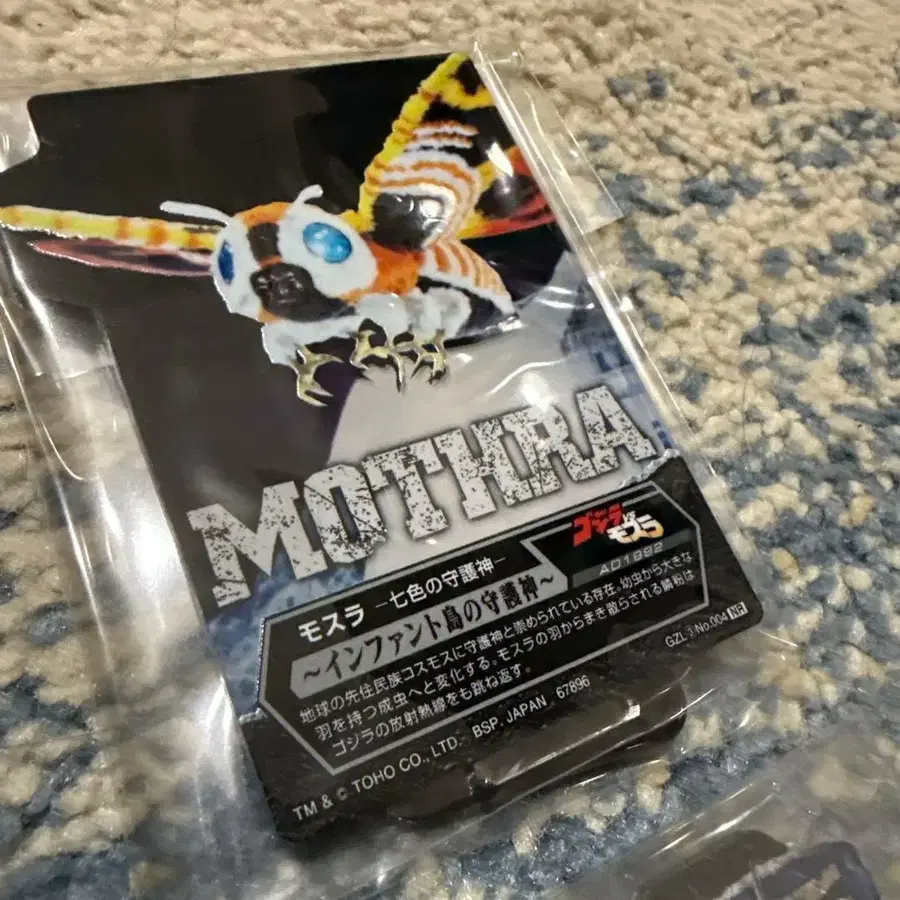 MOTHRA
ゴジラvsモスラ
AD1992
モスラ ー七色の守護神ー
～インファント島の守護神～
地球の先住民族コスモスに守護神と崇められている存在。幼虫から大きな
羽を持つ成虫へと変化する。モスラの羽からまき散らされる鱗粉は
ゴジラの放射熱線をも跳ね返す。
GZL③No.004 NR
TM & © TOHO CO., LTD. BSP. JAPAN 67896